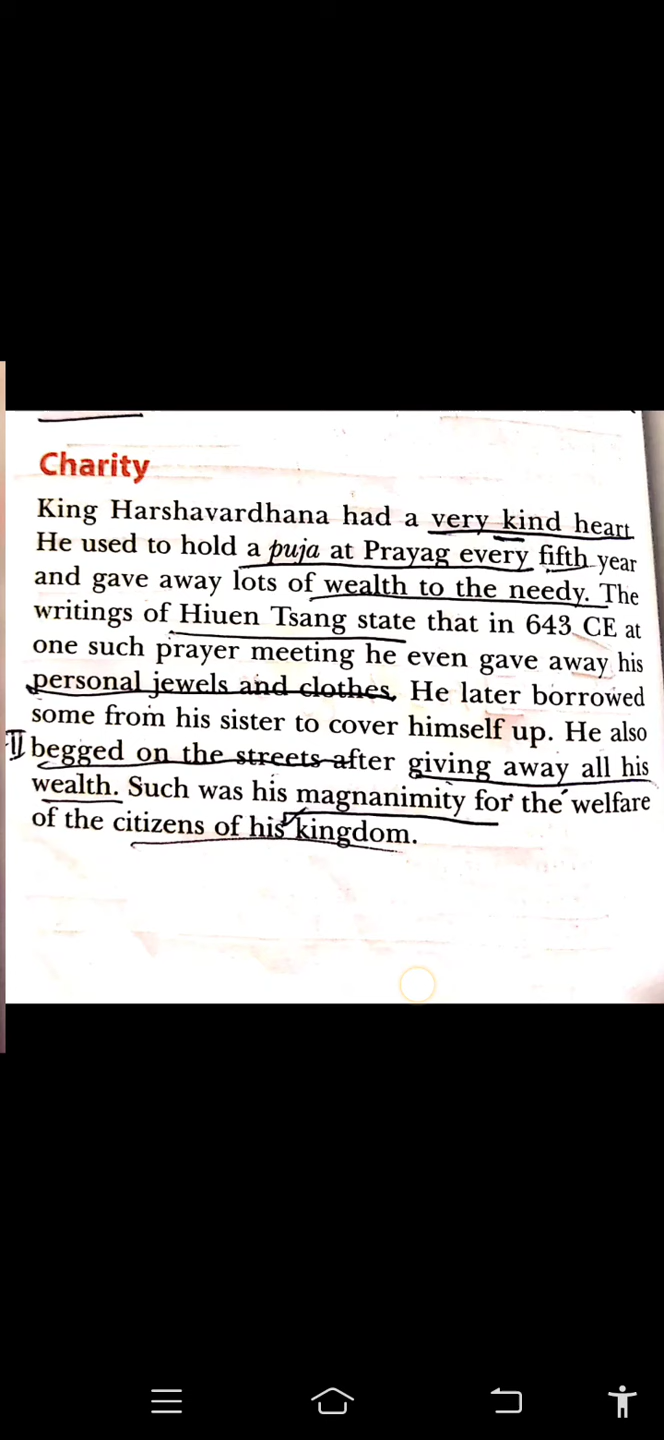 Charity
King Harshavardhana had a very kind heart
He used to hold a puja at Prayag every fifth year
and gave away lots of wealth to the needy. The
writings of Hiuen Tsang state that in 643 CE at
one such prayer meeting he even gave away his
personal jewels and clothes. He later borrowed
some from his sister to cover himself up. He also
II begged on the streets after giving away all his
wealth. Such was his magnanimity for the welfare
of the citizens of his kingdom.